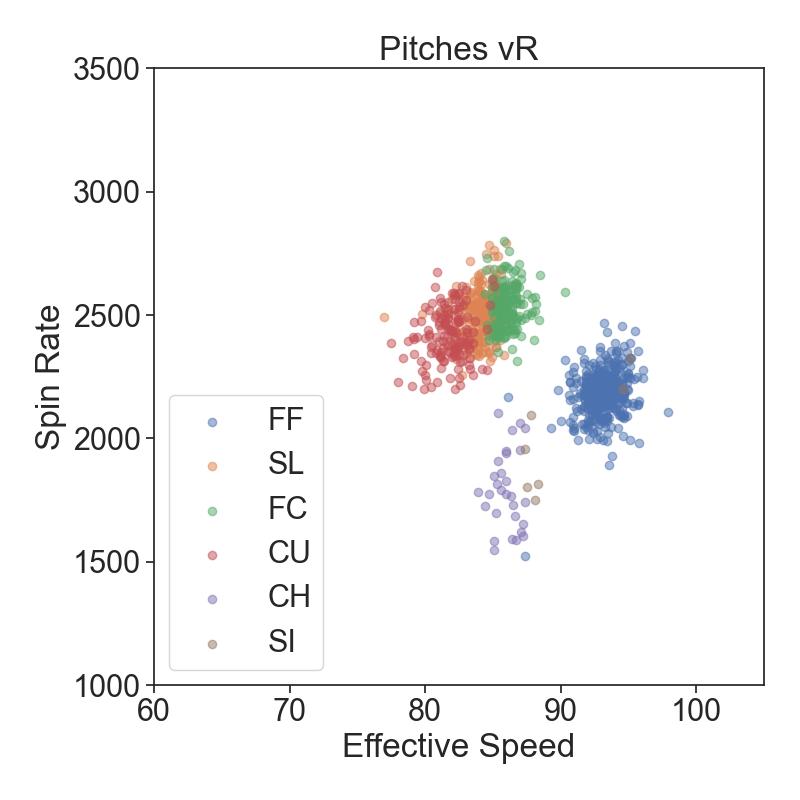 Pitches vR
3500
3000
2500
2000
1500
1000
Spin Rate
FF
SL
FC
CU
CH
SI
60 70 80 90 100
Effective Speed